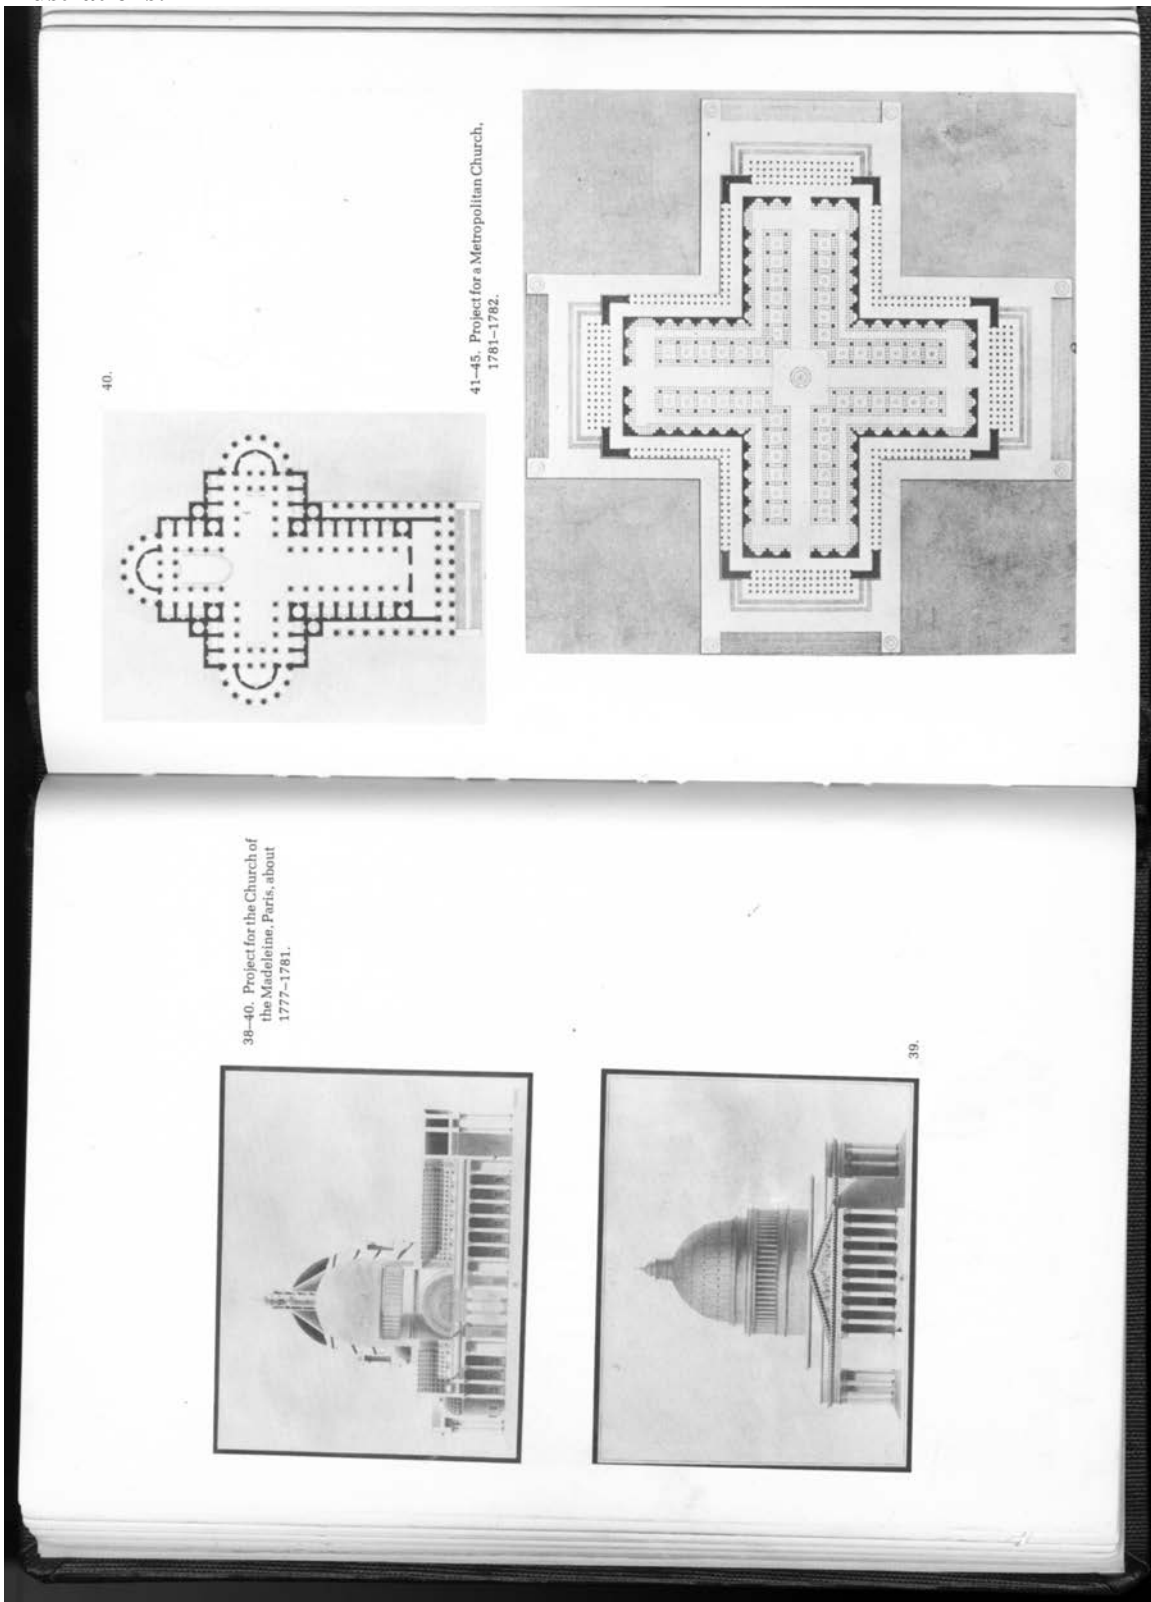 38–40. Project for the Church of
the Madeleine, Paris, about
1777–1781.
39.
40.
41–45. Project for a Metropolitan Church,
1781–1782.